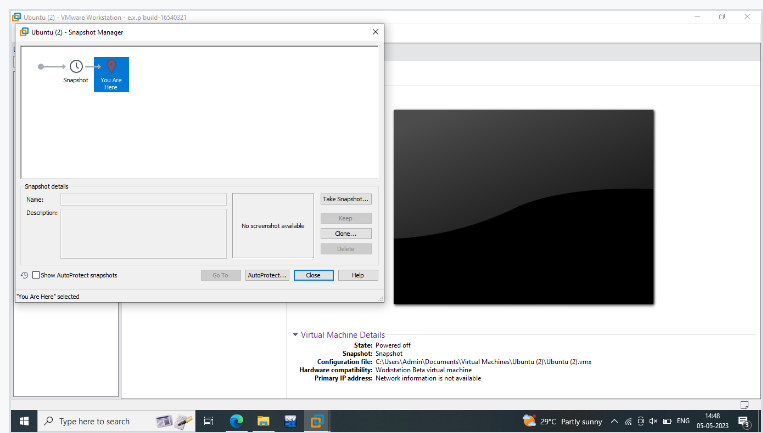 Ubuntu (2) - VMware Workstation - e.x.p build-16540321
Ubuntu (2) - Snapshot Manager
Snapshot
You Are
Here
Snapshot details
Name:
Description:
No screenshot available
Take Snapshot...
Keep
Clone...
Delete
Show AutoProtect snapshots
Go To
AutoProtect...
Close
Help
"You Are Here" selected
Virtual Machine Details
State: Powered off
Snapshot: Snapshot
Configuration file: C:\Users\Admin\Documents\Virtual Machines\Ubuntu (2)\Ubuntu (2).vmx
Hardware compatibility: Workstation Beta virtual machine
Primary IP address: Network information is not available
Type here to search
29°C Partly sunny
ENG
14:48
05-05-2023
3